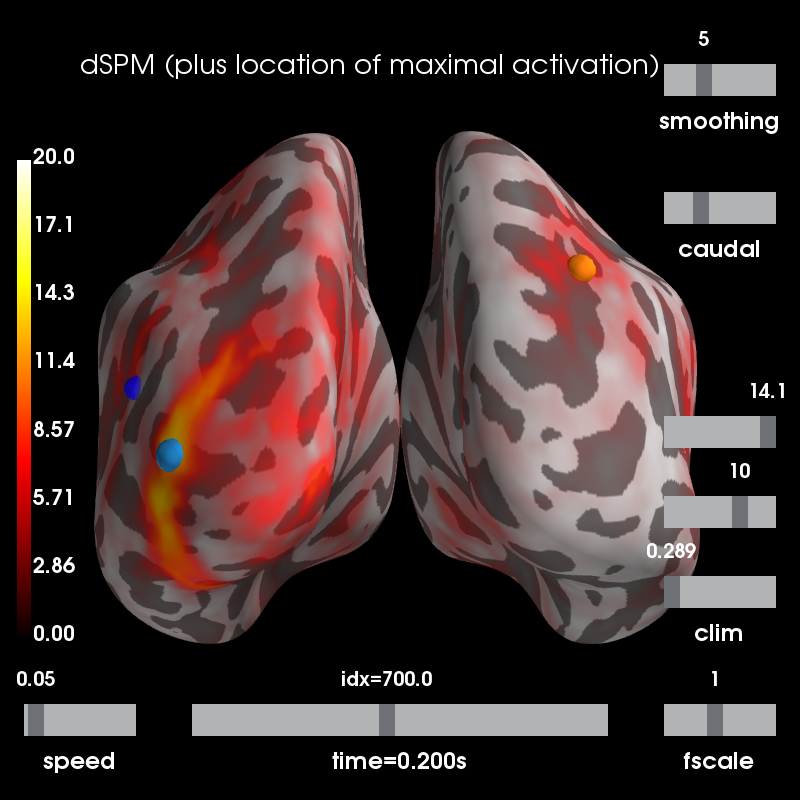 5
dSPM (plus location of maximal activation)
smoothing
20.0
17.1
caudal
14.3
11.4
14.1
8.57
10
5.71
0.289
2.86
0.00
clim
0.05
idx=700.0
1
speed
time=0.200s
fscale